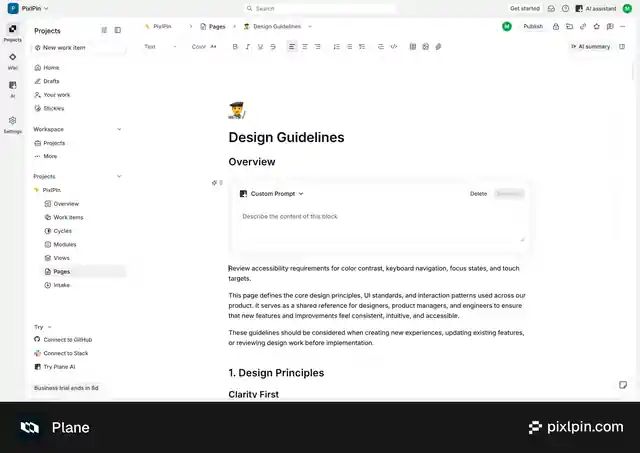 P PixlPin
Search
Get started
AI assistant
M
Projects
Wiki
AI
Settings
Projects
New work item
Home
Drafts
Your work
Stickies
Workspace
Projects
More
Projects
PixlPin
Overview
Work items
Cycles
Modules
Views
Pages
Intake
Try
Connect to GitHub
Connect to Slack
Try Plane AI
Business trial ends in 8d
PixlPin > Pages > Design Guidelines
M Publish
Text Color Aa B I U S
AI summary
Design Guidelines
Overview
Custom Prompt
Delete
Describe the content of this block
Review accessibility requirements for color contrast, keyboard navigation, focus states, and touch
targets.
This page defines the core design principles, UI standards, and interaction patterns used across our
product. It serves as a shared reference for designers, product managers, and engineers to ensure
that new features and improvements feel consistent, intuitive, and accessible.
These guidelines should be considered when creating new experiences, updating existing features,
or reviewing design work before implementation.
1. Design Principles
Clarity First
Plane
pixlpin.com